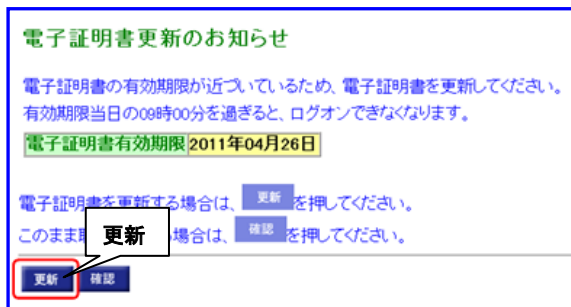 電子証明書更新のお知らせ
電子証明書の有効期限が近づいているため、電子証明書を更新してください。
有効期限当日の09時00分を過ぎると、ログオンできなくなります。
電子証明書有効期限 2011年04月26日
電子証明書を更新する場合は、 更新 を押してください。
このまま 場合は、 確認 を押してください。
更新
更新 確認